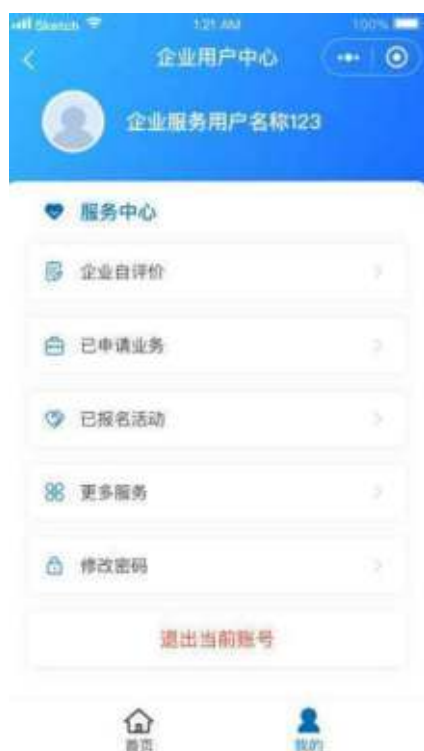 Sketch 1:21 AM 100%
企业用户中心
企业服务用户名称123
服务中心
企业自评价
已申请业务
已报名活动
更多服务
修改密码
退出当前账号
首页 我的